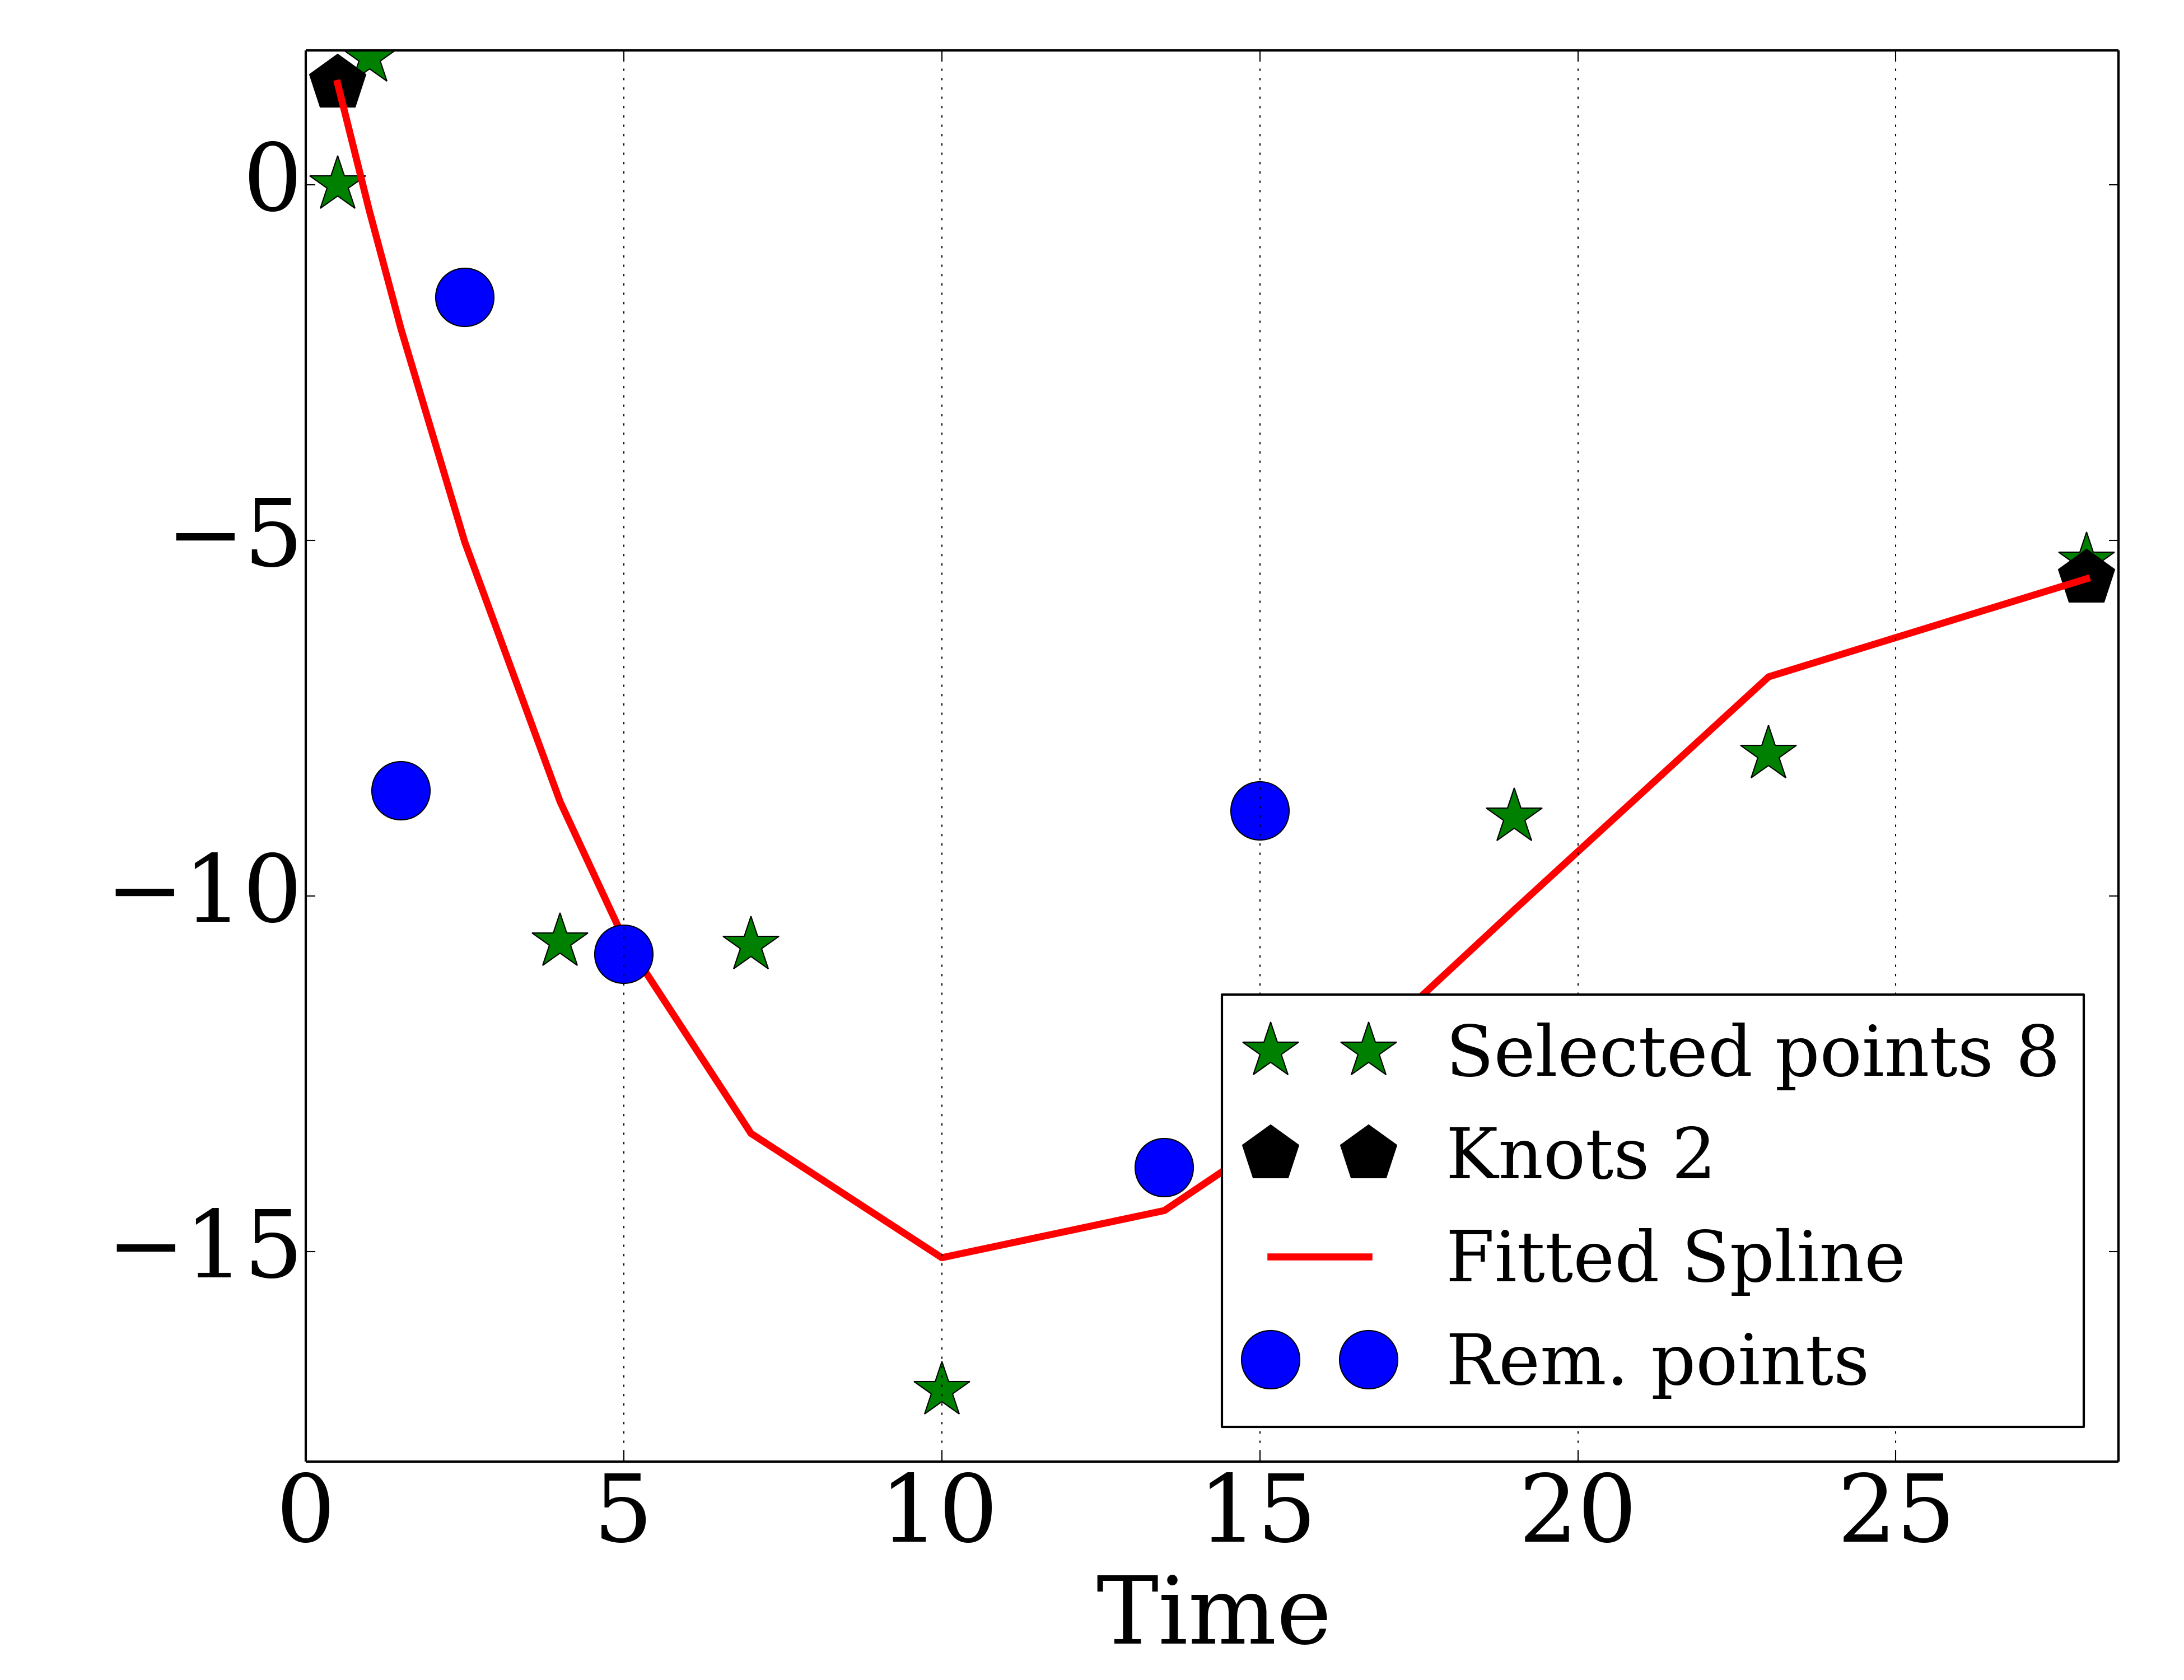 0
−5
−10
−15
Selected points 8
Knots 2
Fitted Spline
Rem. points
0 5 10 15 20 25
Time